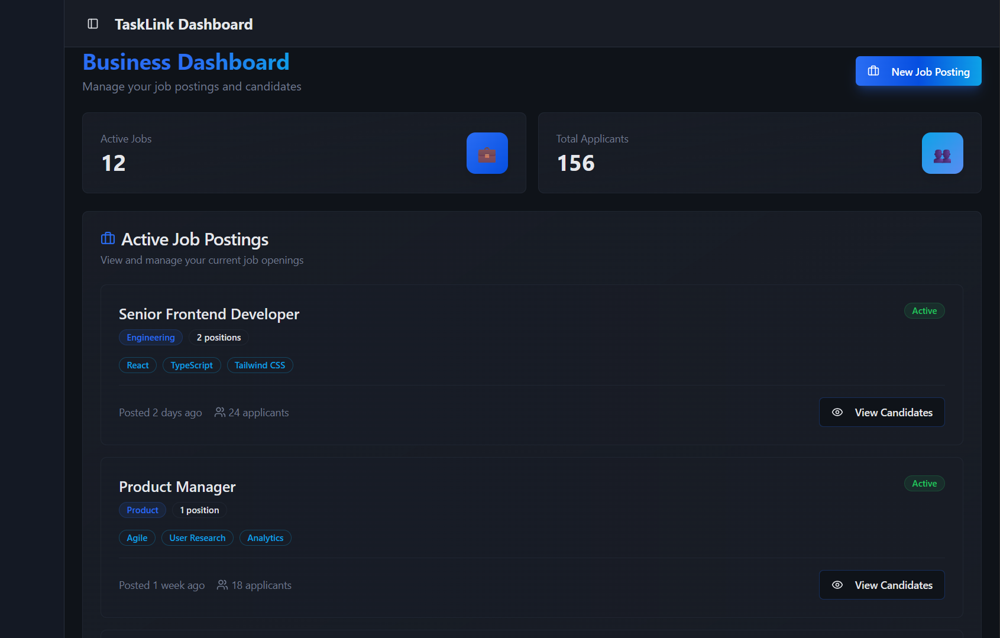 TaskLink Dashboard
Business Dashboard
Manage your job postings and candidates
New Job Posting
Active Jobs
12
Total Applicants
156
Active Job Postings
View and manage your current job openings
Senior Frontend Developer
Active
Engineering
2 positions
React
TypeScript
Tailwind CSS
Posted 2 days ago
24 applicants
View Candidates
Product Manager
Active
Product
1 position
Agile
User Research
Analytics
Posted 1 week ago
18 applicants
View Candidates